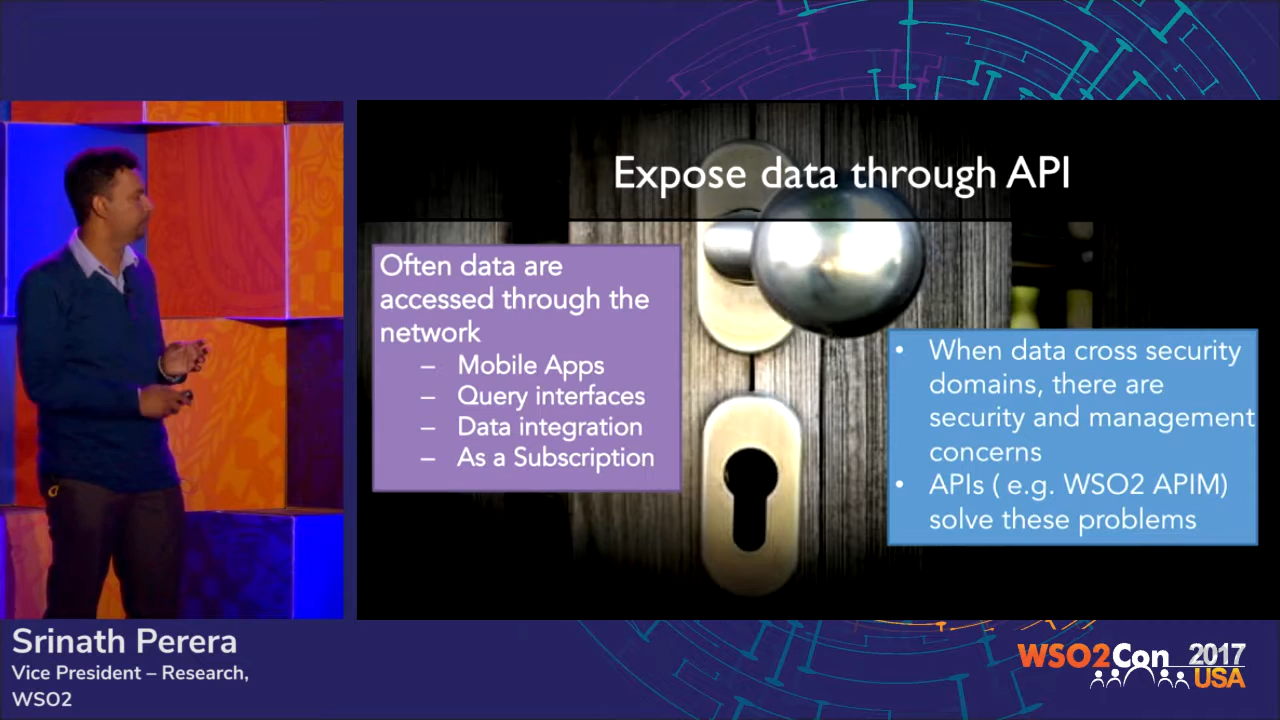 Expose data through API
Often data are
accessed through the
network
– Mobile Apps
– Query interfaces
– Data integration
– As a Subscription
• When data cross security
domains, there are
security and management
concerns
• APIs ( e.g. WSO2 APIM)
solve these problems
Srinath Perera
Vice President – Research,
WSO2
WSO2Con 2017
USA